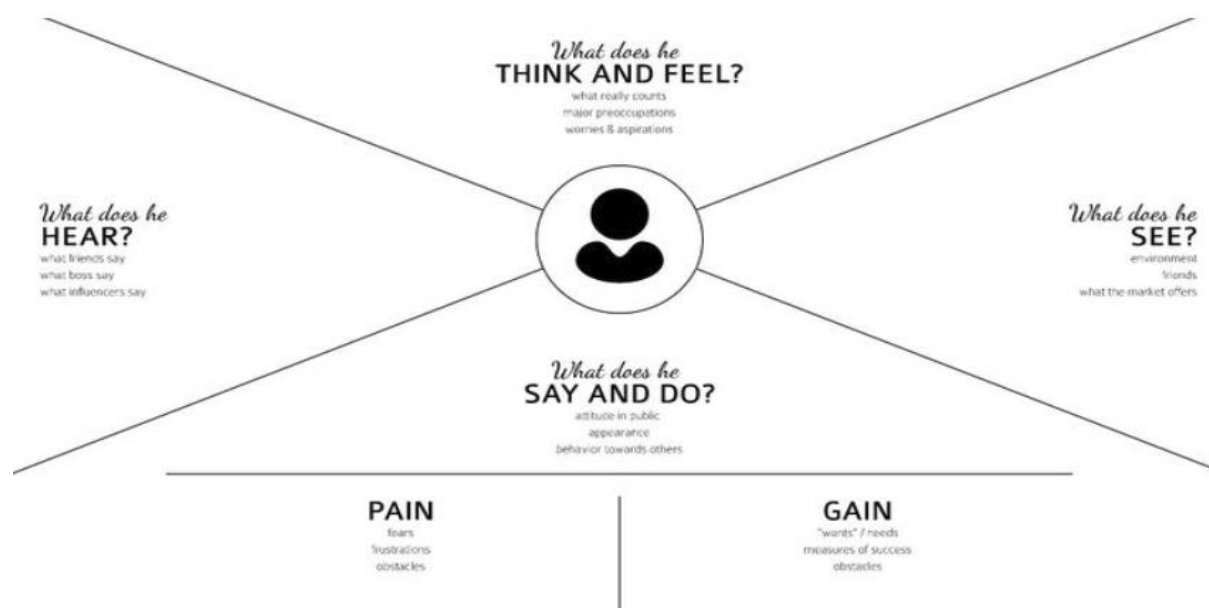 What does he
THINK AND FEEL?
what really counts
major preoccupations
worries & aspirations
What does he
HEAR?
what friends say
what boss say
what influencers say
What does he
SEE?
environment
friends
what the market offers
What does he
SAY AND DO?
attitude in public
appearance
behavior towards others
PAIN
fears
frustrations
obstacles
GAIN
"wants" / needs
measures of success
obstacles